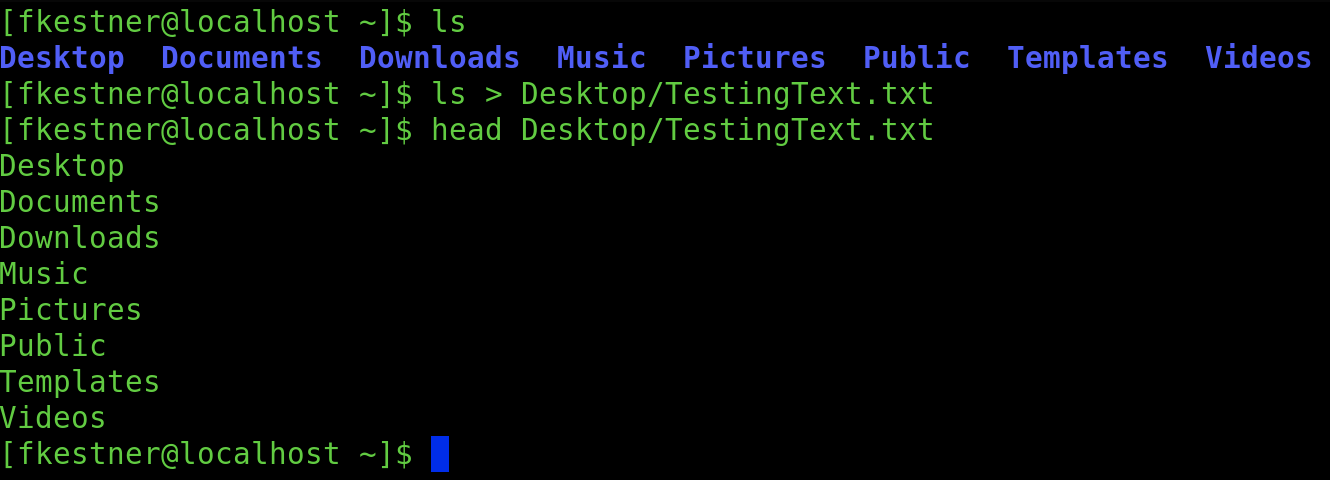 [fkestner@localhost ~]$ ls
Desktop  Documents  Downloads  Music  Pictures  Public  Templates  Videos
[fkestner@localhost ~]$ ls > Desktop/TestingText.txt
[fkestner@localhost ~]$ head Desktop/TestingText.txt
Desktop
Documents
Downloads
Music
Pictures
Public
Templates
Videos
[fkestner@localhost ~]$